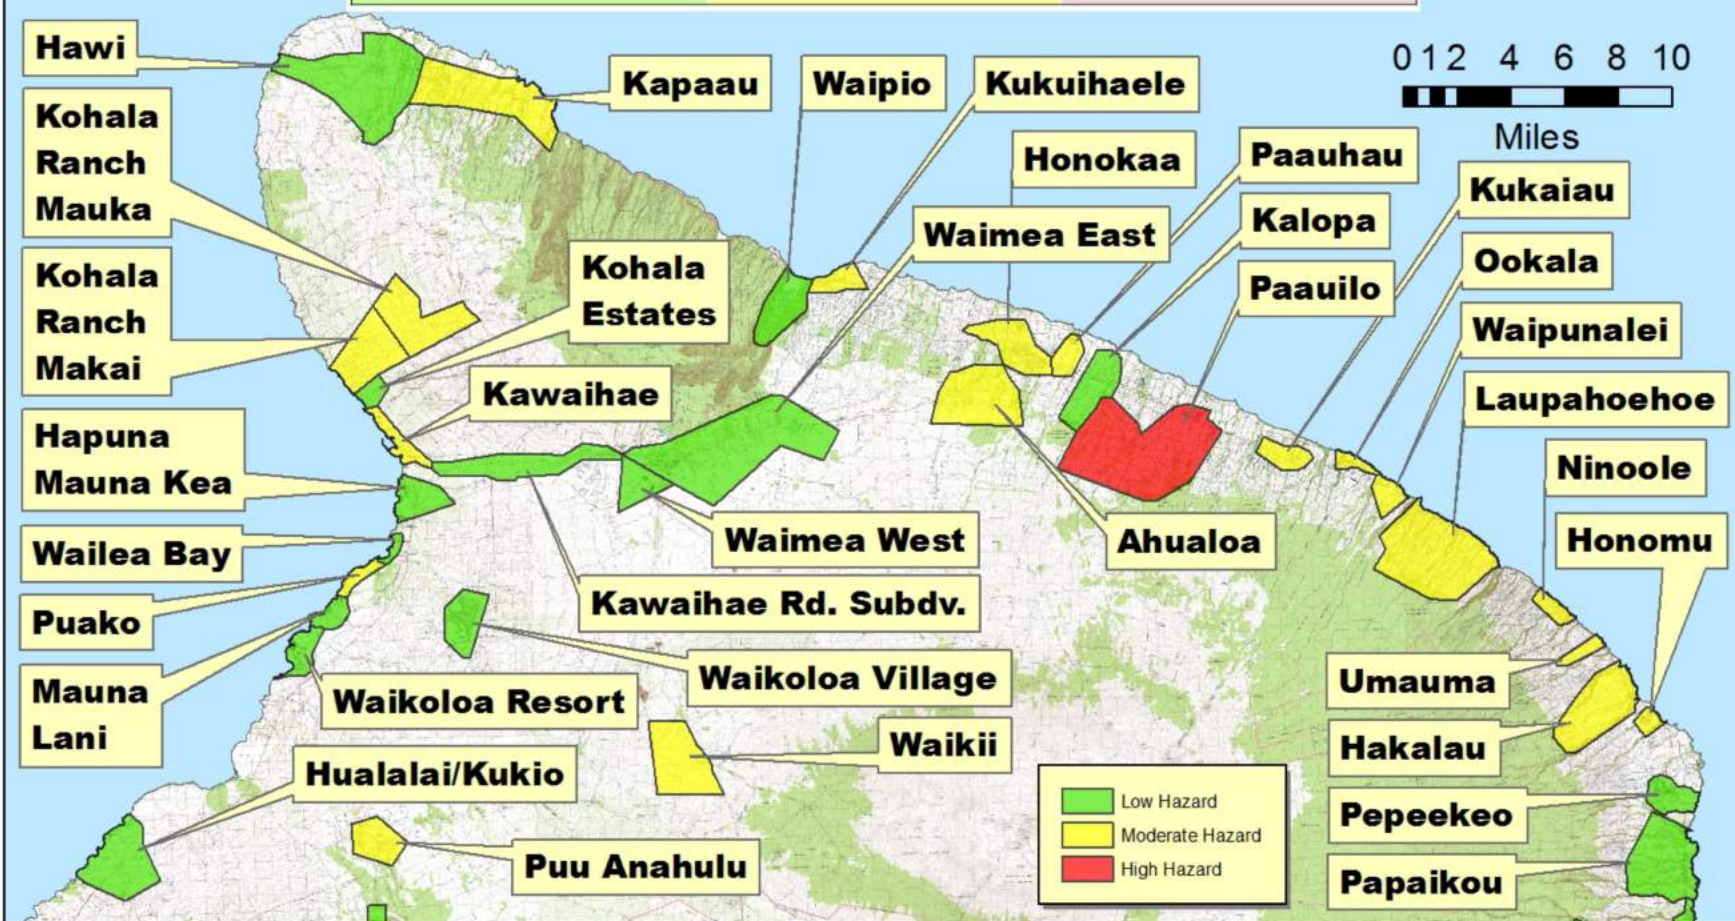 Hawi
Kohala
Ranch
Mauka
Kohala
Ranch
Makai
Hapuna
Mauna Kea
Wailea Bay
Puako
Mauna
Lani
Kapaau
Waipio
Kukuihaele
Honokaa
Waimea East
Kohala
Estates
Kawaihae
Paauhau
Kalopa
Paauilo
Kukaiau
Ookala
Waipunalei
Laupahoehoe
Ninoole
Honomu
Waimea West
Ahualoa
Kawaihae Rd. Subdv.
Waikoloa Village
Waikoloa Resort
Waikii
Hualalai/Kukio
Puu Anahulu
Umauma
Hakalau
Pepeekeo
Papaikou
0 1 2 4 6 8 10
Miles
Low Hazard
Moderate Hazard
High Hazard